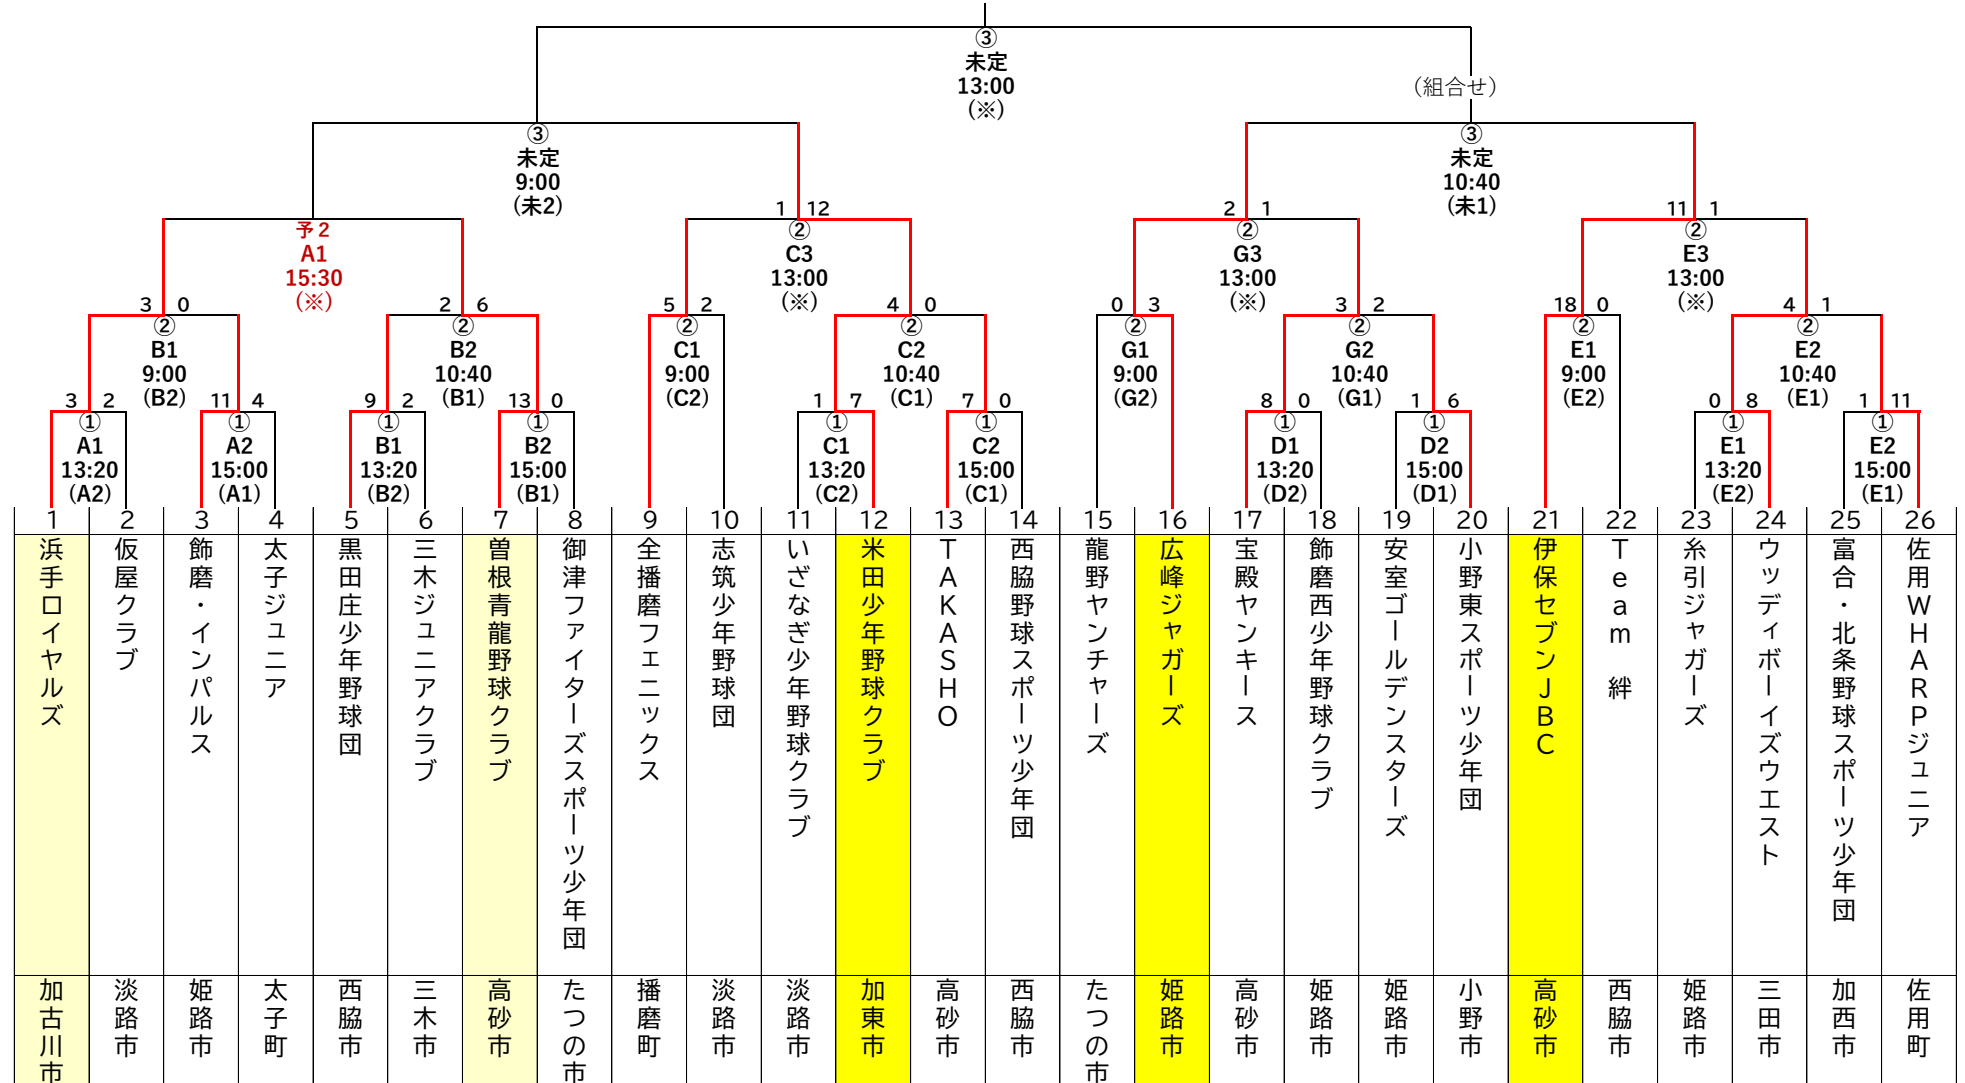 ③
未定
13:00
(※)
(組合せ)
③
未定
9:00
(未2)
③
未定
10:40
(未1)
1 12
2 1
11 1
予2
A1
15:30
(※)
②
C3
13:00
(※)
②
G3
13:00
(※)
②
E3
13:00
(※)
3 0
2 6
5 2
4 0
0 3
3 2
18 0
4 1
②
B1
9:00
(B2)
②
B2
10:40
(B1)
②
C1
9:00
(C2)
②
C2
10:40
(C1)
②
G1
9:00
(G2)
②
G2
10:40
(G1)
②
E1
9:00
(E2)
②
E2
10:40
(E1)
3 2
11 4
9 2
13 0
1 7
7 0
8 0
1 6
0 8
1 11
①
A1
13:20
(A2)
①
A2
15:00
(A1)
①
B1
13:20
(B2)
①
B2
15:00
(B1)
①
C1
13:20
(C2)
①
C2
15:00
(C1)
①
D1
13:20
(D2)
①
D2
15:00
(D1)
①
E1
13:20
(E2)
①
E2
15:00
(E1)
1 2 3 4 5 6 7 8 9 10 11 12 13 14 15 16 17 18 19 20 21 22 23 24 25 26
浜手ロイヤルズ
仮屋クラブ
飾磨・インパルス
太子ジュニア
黒田庄少年野球団
三木ジュニアクラブ
曽根青龍野球クラブ
御津ファイターズスポーツ少年団
全播磨フェニックス
志筑少年野球団
いざなぎ少年野球クラブ
米田少年野球クラブ
TAKASHO
西脇野球スポーツ少年団
龍野ヤンチャーズ
広峰ジャガーズ
宝殿ヤンキース
飾磨西少年野球クラブ
安室ゴールデンスターズ
小野東スポーツ少年団
伊保セブンJBC
Team 絆
糸引ジャガーズ
ウッディボーイズウエスト
富合・北条野球スポーツ少年団
佐用WHARPジュニア
加古川市
淡路市
姫路市
太子町
西脇市
三木市
高砂市
たつの市
播磨町
淡路市
淡路市
加東市
高砂市
西脇市
たつの市
姫路市
高砂市
姫路市
姫路市
小野市
高砂市
西脇市
姫路市
三田市
加西市
佐用町